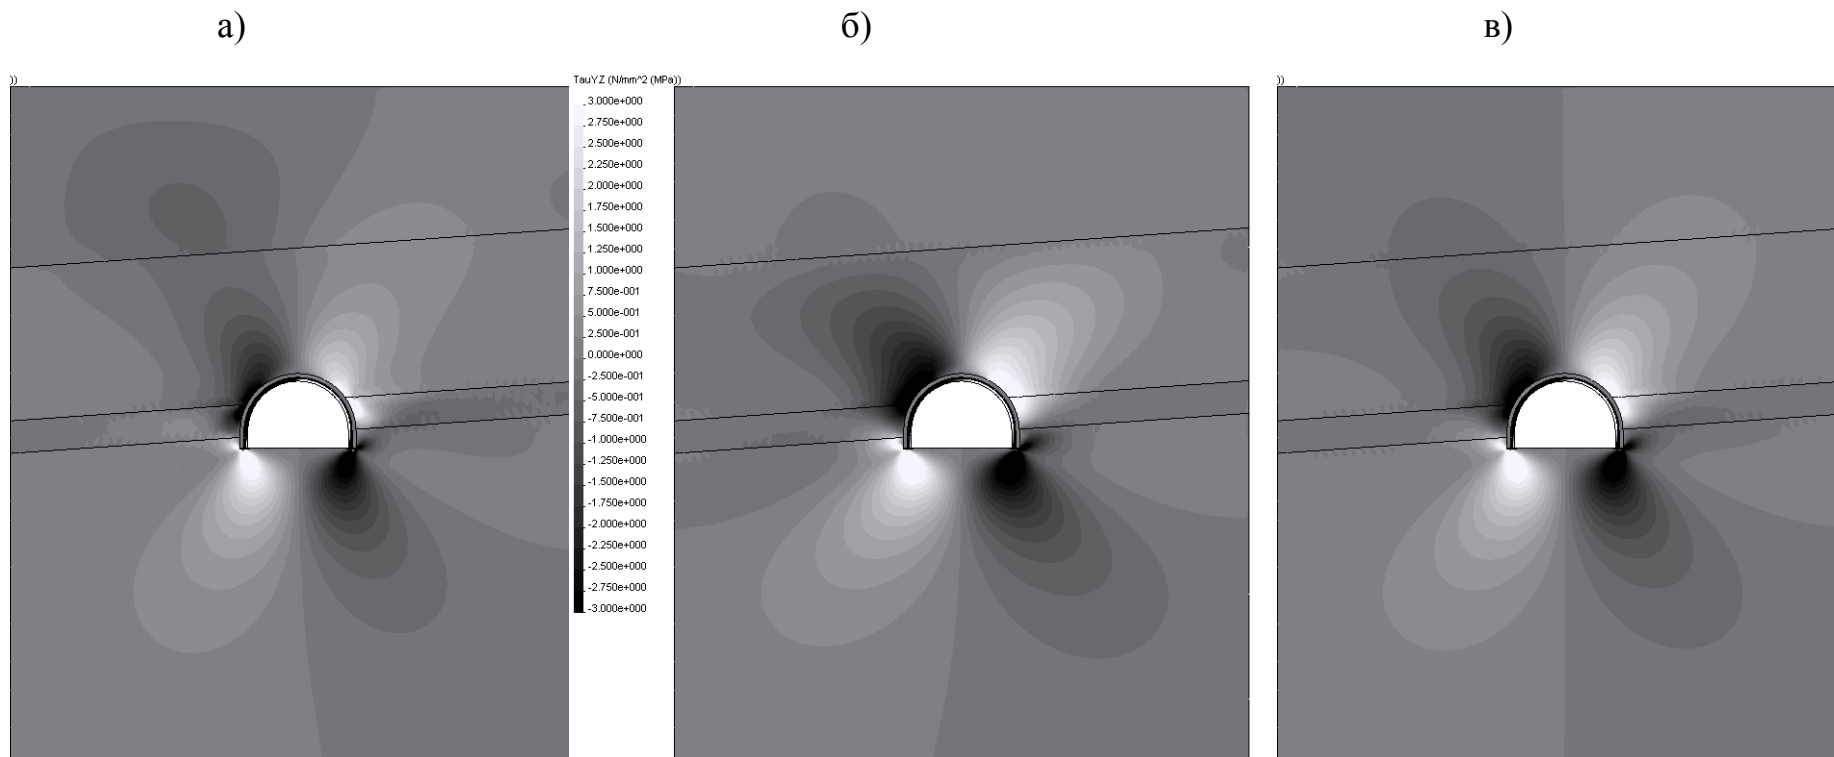 а)
б)
в)
))
TauYZ (N/mm^2 (MPa))
))
3.000e+000
2.750e+000
2.500e+000
2.250e+000
2.000e+000
1.750e+000
1.500e+000
1.250e+000
1.000e+000
7.500e-001
5.000e-001
2.500e-001
0.000e+000
-2.500e-001
-5.000e-001
-7.500e-001
-1.000e+000
-1.250e+000
-1.500e+000
-1.750e+000
-2.000e+000
-2.250e+000
-2.500e+000
-2.750e+000
-3.000e+000